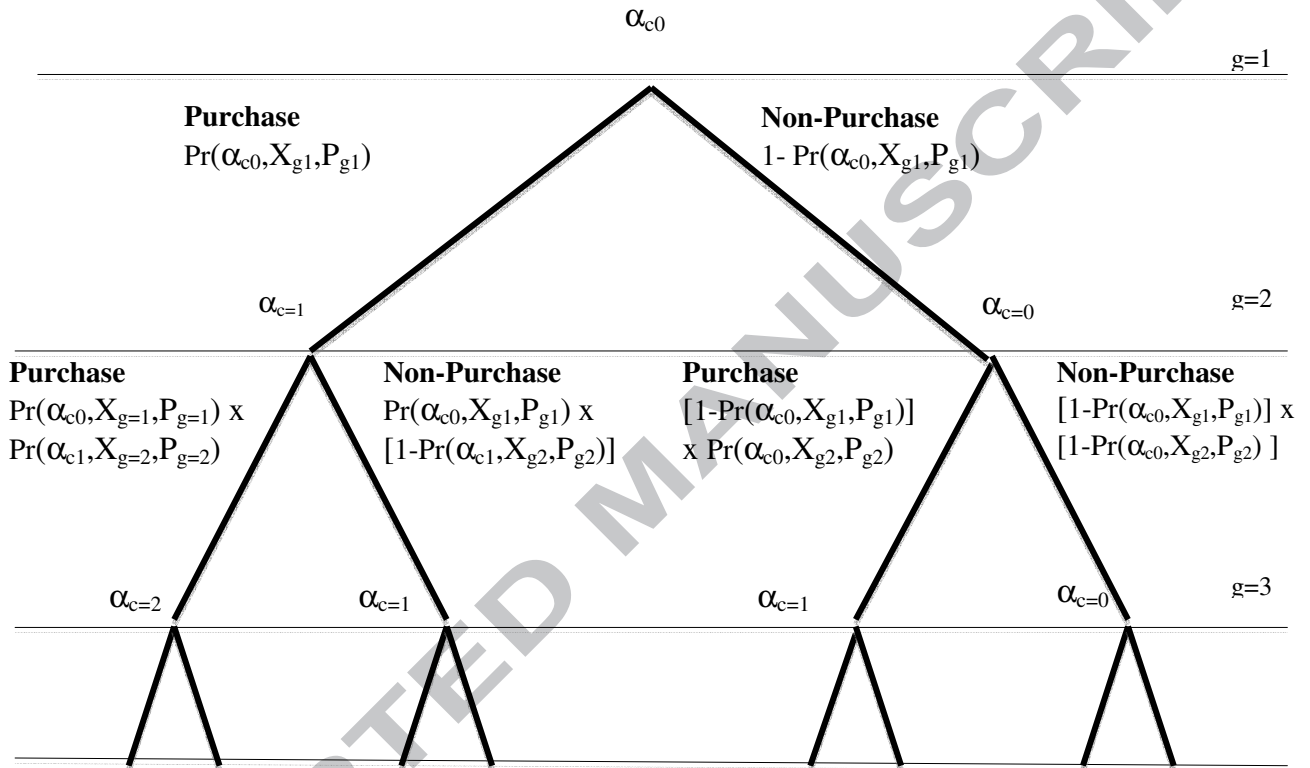 α_c0
g=1
Purchase
Pr(α_c0,X_g1,P_g1)
Non-Purchase
1- Pr(α_c0,X_g1,P_g1)
α_c=1
α_c=0
g=2
Purchase
Pr(α_c0,X_g=1,P_g=1) x
Pr(α_c1,X_g=2,P_g=2)
Non-Purchase
Pr(α_c0,X_g1,P_g1) x
[1-Pr(α_c1,X_g2,P_g2)]
Purchase
[1-Pr(α_c0,X_g1,P_g1)]
x Pr(α_c0,X_g2,P_g2)
Non-Purchase
[1-Pr(α_c0,X_g1,P_g1)] x
[1-Pr(α_c0,X_g2,P_g2) ]
α_c=2
α_c=1
α_c=1
α_c=0
g=3
TED MANUSCRI